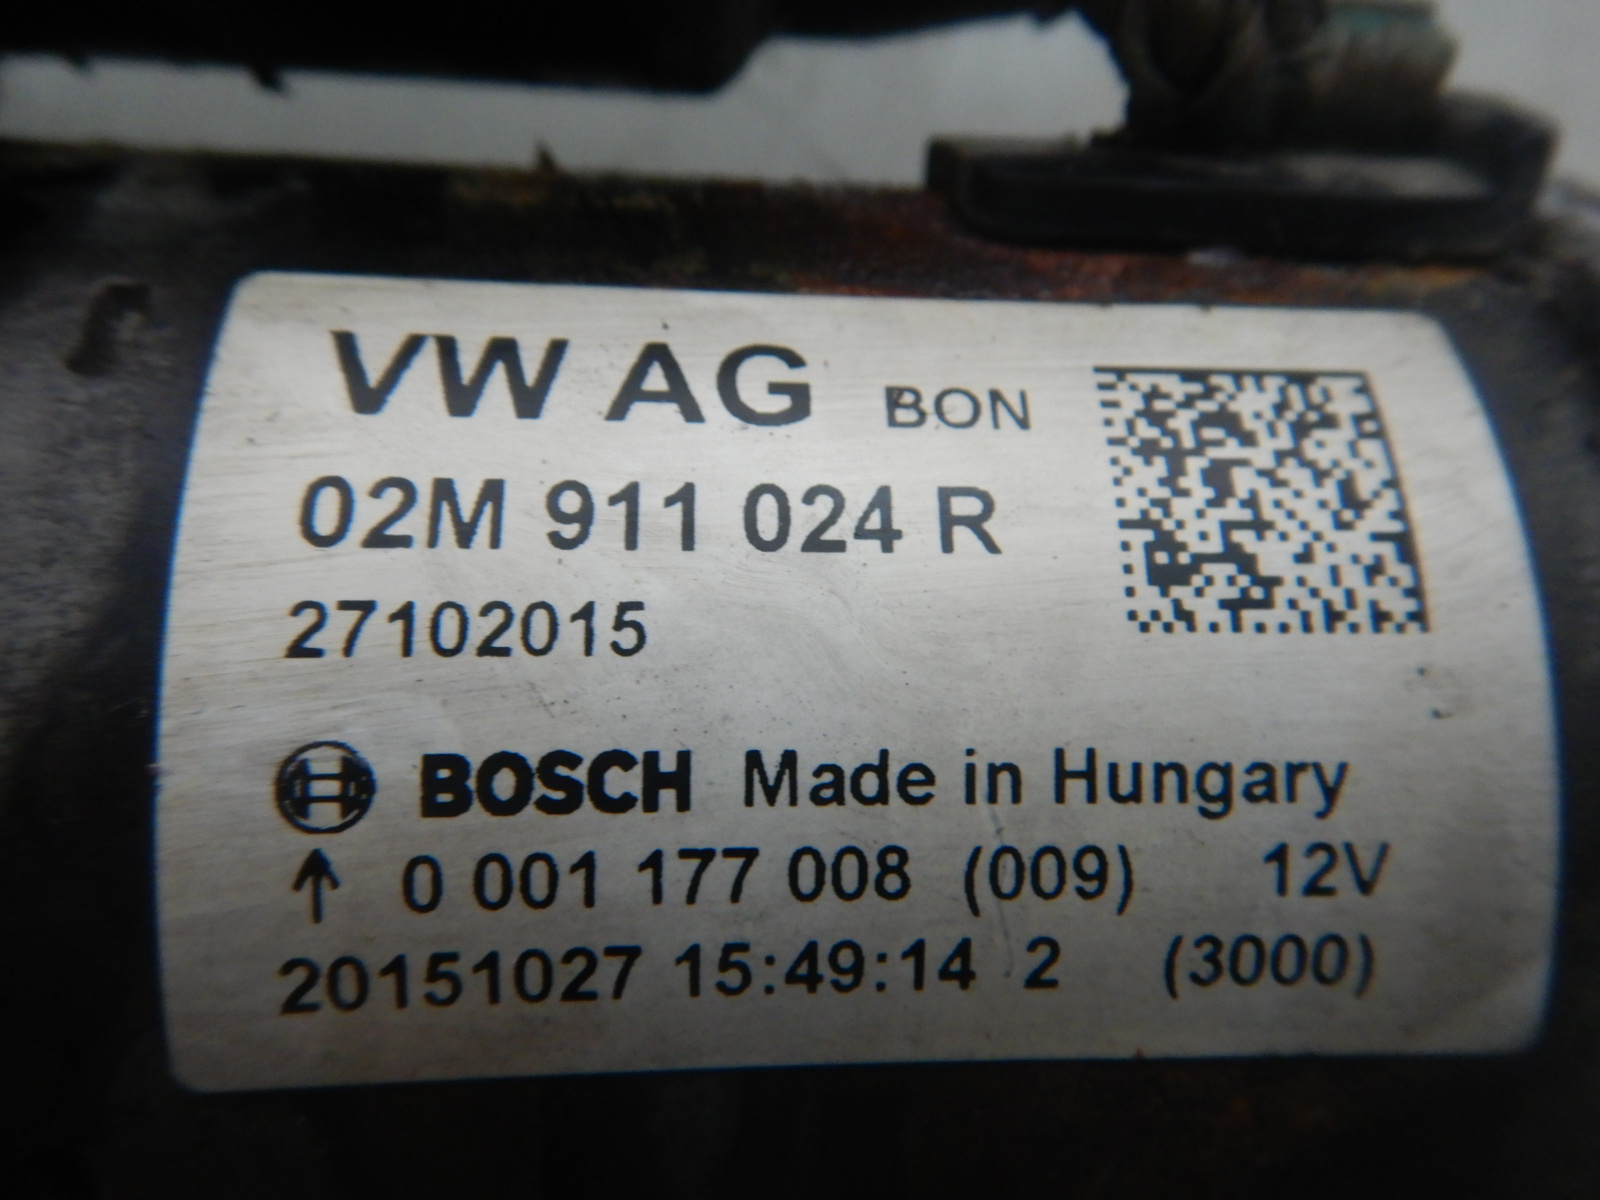 VW AG BON
02M 911 024 R
27102015
BOSCH Made in Hungary
↑ 0 001 177 008 (009) 12V
20151027 15:49:14 2 (3000)